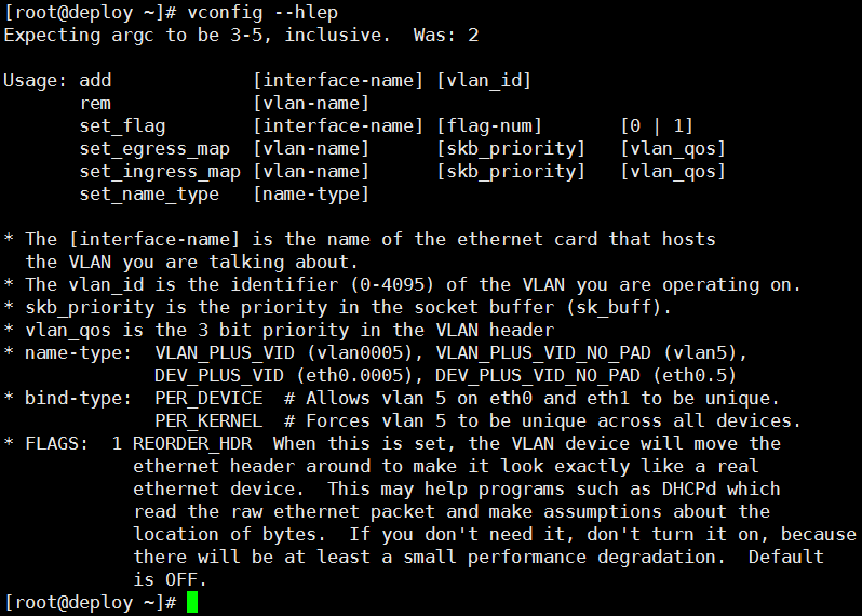 [root@deploy ~]# vconfig --hlep
Expecting argc to be 3-5, inclusive.  Was: 2

Usage: add             [interface-name] [vlan_id]
       rem             [vlan-name]
       set_flag        [interface-name] [flag-num]       [0 | 1]
       set_egress_map  [vlan-name]      [skb_priority]   [vlan_qos]
       set_ingress_map [vlan-name]      [skb_priority]   [vlan_qos]
       set_name_type   [name-type]

* The [interface-name] is the name of the ethernet card that hosts
  the VLAN you are talking about.
* The vlan_id is the identifier (0-4095) of the VLAN you are operating on.
* skb_priority is the priority in the socket buffer (sk_buff).
* vlan_qos is the 3 bit priority in the VLAN header
* name-type:  VLAN_PLUS_VID (vlan0005), VLAN_PLUS_VID_NO_PAD (vlan5),
              DEV_PLUS_VID (eth0.0005), DEV_PLUS_VID_NO_PAD (eth0.5)
* bind-type:  PER_DEVICE  # Allows vlan 5 on eth0 and eth1 to be unique.
              PER_KERNEL  # Forces vlan 5 to be unique across all devices.
* FLAGS:  1 REORDER_HDR  When this is set, the VLAN device will move the
            ethernet header around to make it look exactly like a real
            ethernet device.  This may help programs such as DHCPd which
            read the raw ethernet packet and make assumptions about the
            location of bytes.  If you don't need it, don't turn it on, because
            there will be at least a small performance degradation.  Default
            is OFF.
[root@deploy ~]#